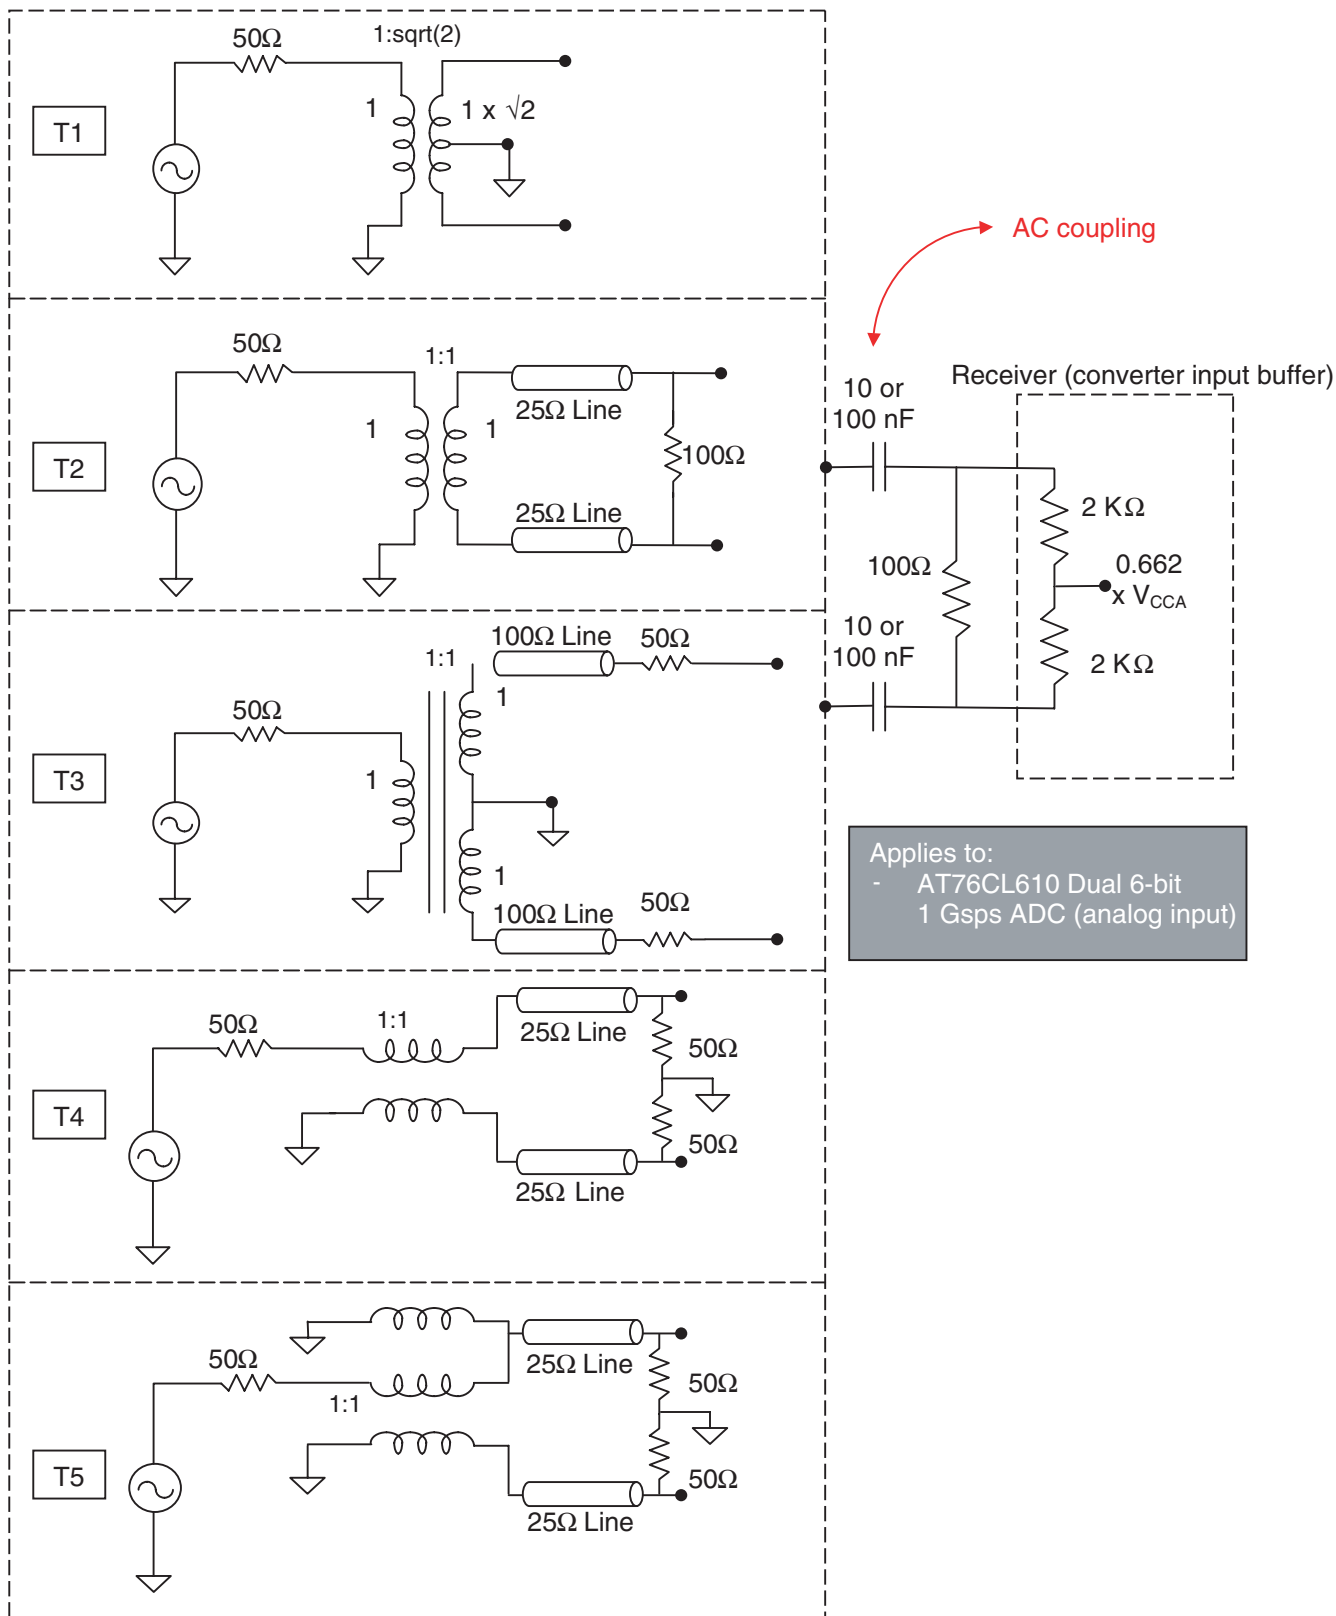 50Ω
1:sqrt(2)
T1
1
1 x √2
AC coupling
50Ω
1:1
T2
1
1
25Ω Line
100Ω
25Ω Line
10 or
100 nF
Receiver (converter input buffer)
2 KΩ
100Ω
0.662
x VCCA
10 or
100 nF
2 KΩ
100Ω Line
50Ω
1:1
1
50Ω
T3
1
1
100Ω Line
50Ω
Applies to:
- AT76CL610 Dual 6-bit
1 Gsps ADC (analog input)
50Ω
1:1
25Ω Line
50Ω
T4
50Ω
25Ω Line
50Ω
25Ω Line
50Ω
1:1
T5
50Ω
25Ω Line